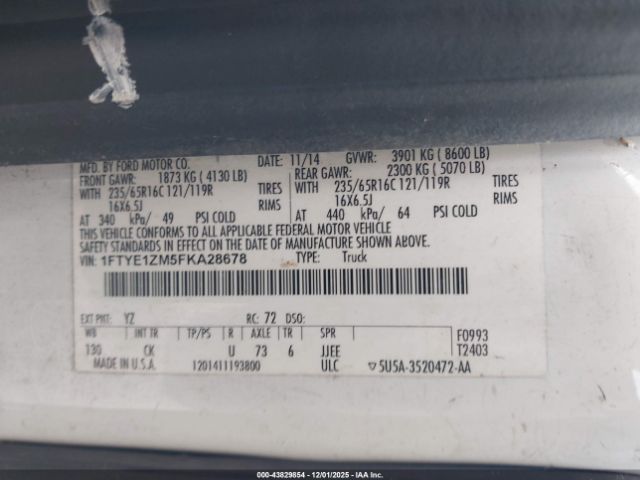 MFD. BY FORD MOTOR CO. DATE: 11/14 GVWR: 3901 KG ( 8600 LB)
FRONT GAWR: 1873 KG ( 4130 LB) REAR GAWR: 2300 KG ( 5070 LB)
WITH 235/65R16C 121/119R TIRES WITH 235/65R16C 121/119R TIRES
16X6.5J RIMS 16X6.5J RIMS
AT 340 kPa/ 49 PSI COLD AT 440 kPa/ 64 PSI COLD
THIS VEHICLE CONFORMS TO ALL APPLICABLE FEDERAL MOTOR VEHICLE
SAFETY STANDARDS IN EFFECT ON THE DATE OF MANUFACTURE SHOWN ABOVE.
VIN: 1FTYE1ZM5FKA28678 TYPE: Truck
EXT PNT: YZ RC: 72 DSO:
WB INT TR TP/PS R AXLE TR SPR F0993
130 CK U 73 6 JJEE T2403
MADE IN U.S.A. 1201411193800 ULC 5U5A-3520472-AA
000-43829854 | 12/01/2025 - IAAI.COM